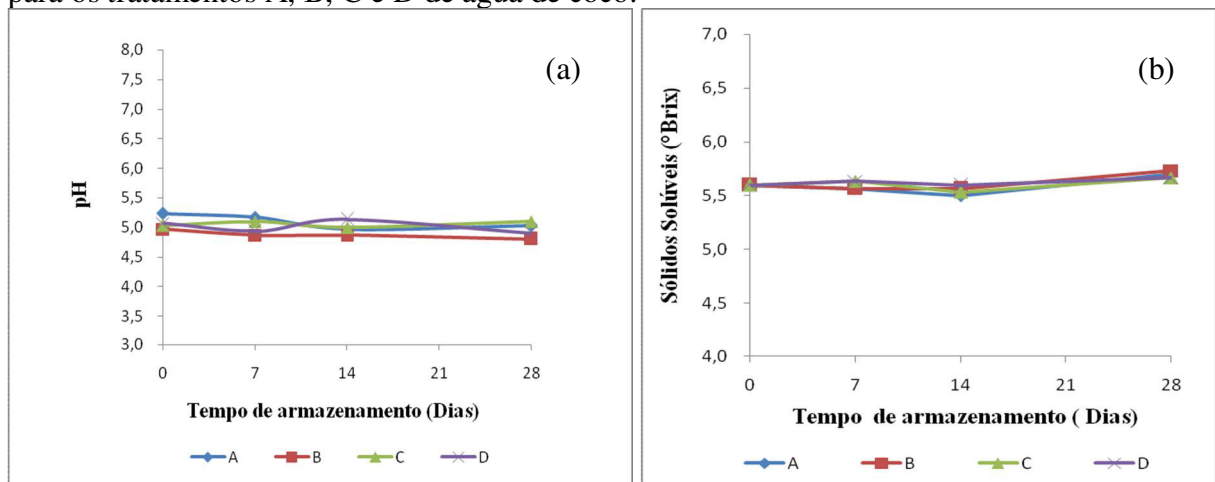 para os tratamentos A, B, C e D de água de coco.
(a)
8,0
7,5
7,0
6,5
6,0
5,5
5,0
4,5
4,0
3,5
3,0
pH
0 7 14 21 28
Tempo de armazenamento (Dias)
A B C D
(b)
7,0
6,5
6,0
5,5
5,0
4,5
4,0
Sólidos Solúveis (°Brix)
0 7 14 21 28
Tempo de armazenamento ( Dias)
A B C D